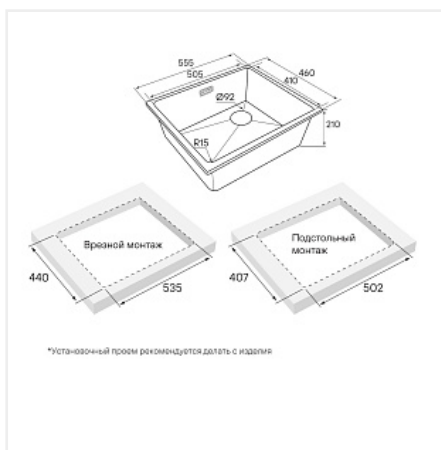 555
505
460
410
Ø92
210
R15
Врезной монтаж
440
535
Подстольный
монтаж
407
502
*Установочный проем рекомендуется делать с изделия